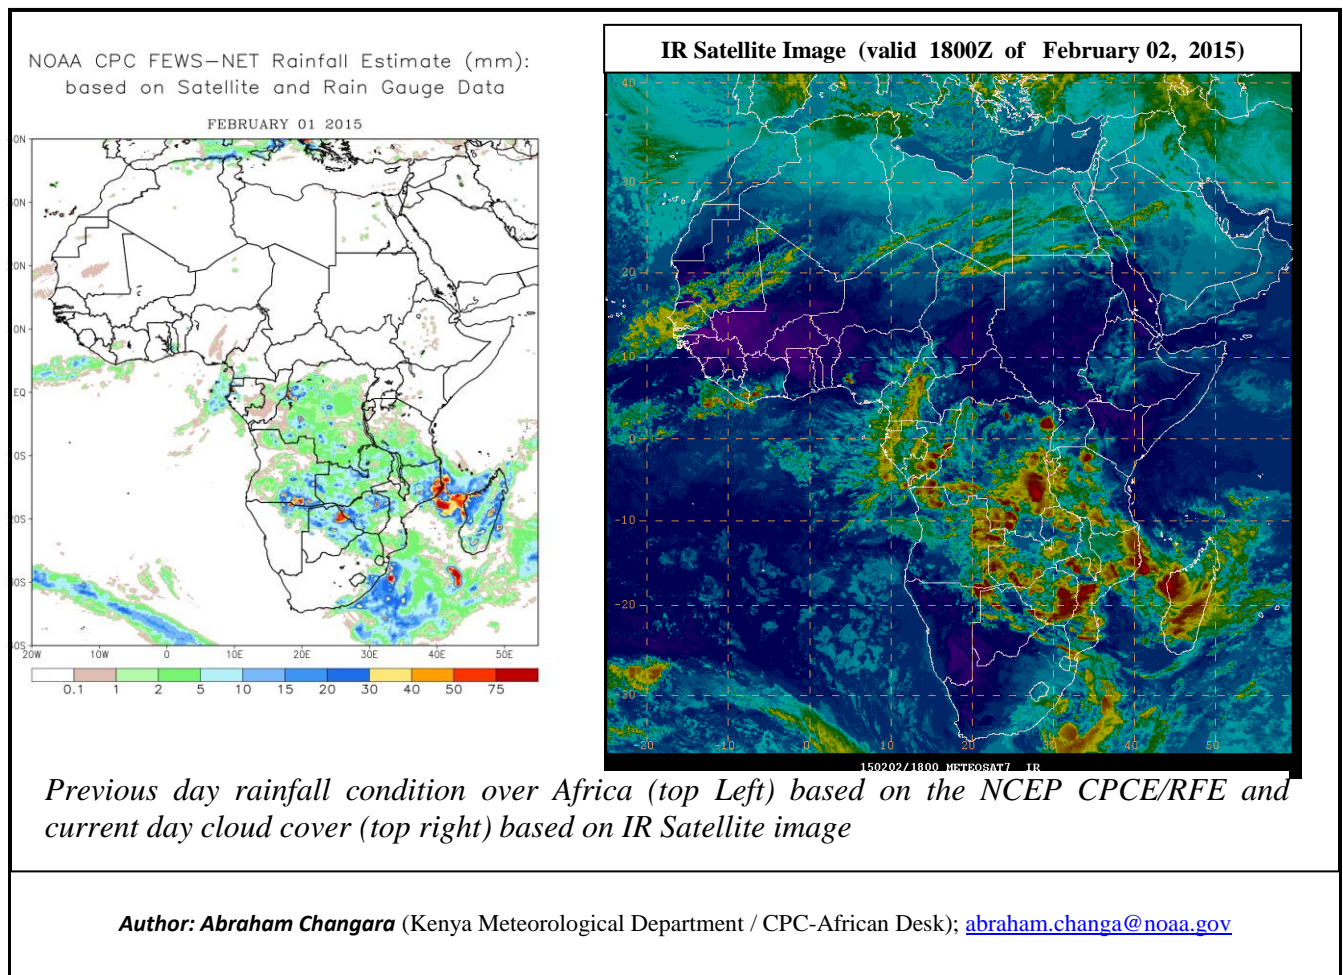 NOAA CPC FEWS-NET Rainfall Estimate (mm):
based on Satellite and Rain Gauge Data
FEBRUARY 01 2015
EQ
20W 10W 0 10E 20E 30E 40E 50E
0.1 1 2 5 10 15 20 30 40 50 75
IR Satellite Image (valid 1800Z of February 02, 2015)
40
30
20
10
0
-10
-20
-30
-20 -10 0 10 20 30 40 50
150202/1800 METEOSAT7 IR
Previous day rainfall condition over Africa (top Left) based on the NCEP CPCE/RFE and
current day cloud cover (top right) based on IR Satellite image
Author: Abraham Changara (Kenya Meteorological Department / CPC-African Desk); abraham.changa@noaa.gov